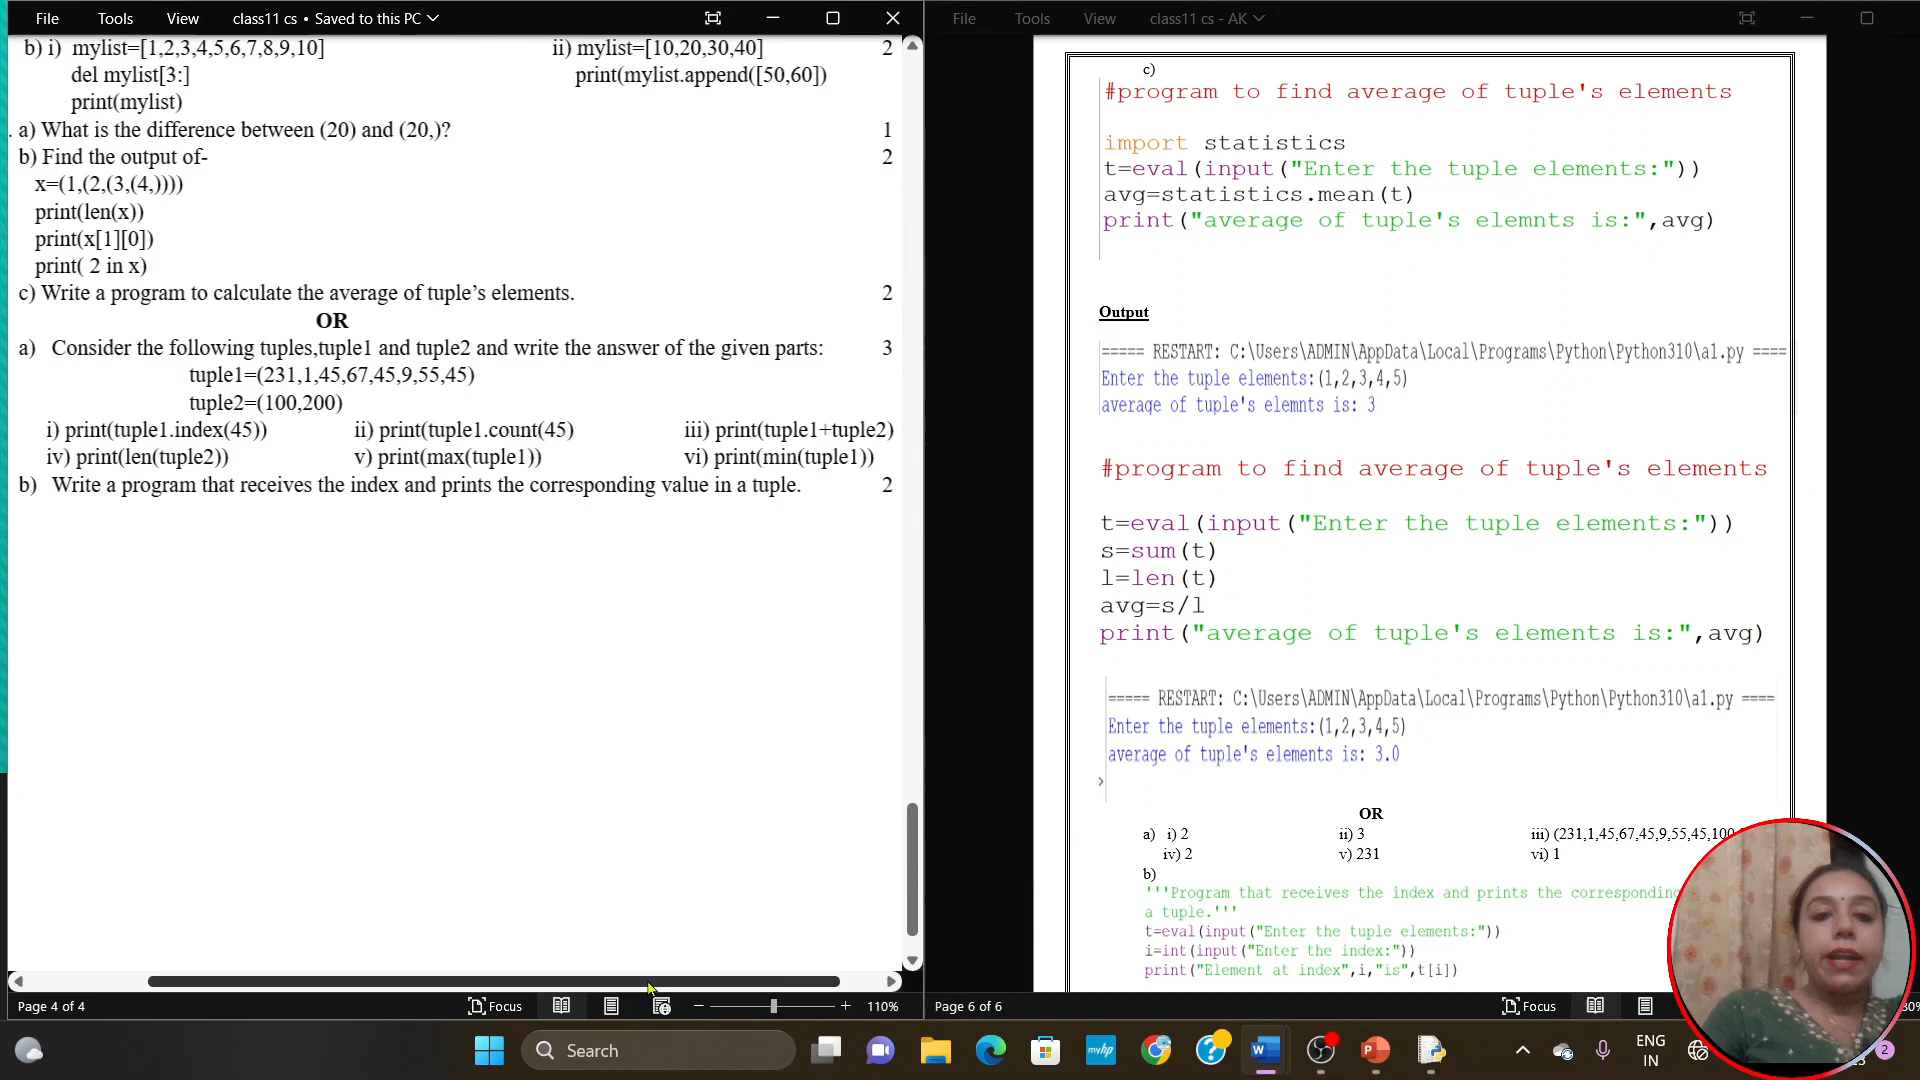 File Tools View class11 cs • Saved to this PC
b) i) mylist=[1,2,3,4,5,6,7,8,9,10] ii) mylist=[10,20,30,40] 2
del mylist[3:] print(mylist.append([50,60])
print(mylist)
. a) What is the difference between (20) and (20,)? 1
b) Find the output of- 2
x=(1,(2,(3,(4,))))
print(len(x))
print(x[1][0])
print( 2 in x)
c) Write a program to calculate the average of tuple’s elements. 2
OR
a) Consider the following tuples,tuple1 and tuple2 and write the answer of the given parts: 3
tuple1=(231,1,45,67,45,9,55,45)
tuple2=(100,200)
i) print(tuple1.index(45)) ii) print(tuple1.count(45) iii) print(tuple1+tuple2)
iv) print(len(tuple2)) v) print(max(tuple1)) vi) print(min(tuple1))
b) Write a program that receives the index and prints the corresponding value in a tuple. 2
Page 4 of 4 Focus 110%
File Tools View class11 cs - AK
c)
#program to find average of tuple's elements
import statistics
t=eval(input("Enter the tuple elements:"))
avg=statistics.mean(t)
print("average of tuple's elemnts is:",avg)
Output
===== RESTART: C:\Users\ADMIN\AppData\Local\Programs\Python\Python310\a1.py ====
Enter the tuple elements:(1,2,3,4,5)
average of tuple's elemnts is: 3
#program to find average of tuple's elements
t=eval(input("Enter the tuple elements:"))
s=sum(t)
l=len(t)
avg=s/l
print("average of tuple's elements is:",avg)
===== RESTART: C:\Users\ADMIN\AppData\Local\Programs\Python\Python310\a1.py ====
Enter the tuple elements:(1,2,3,4,5)
average of tuple's elements is: 3.0
OR
a) i) 2 ii) 3 iii) (231,1,45,67,45,9,55,45,100
iv) 2 v) 231 vi) 1
b)
'''Program that receives the index and prints the corresponding
a tuple.'''
t=eval(input("Enter the tuple elements:"))
i=int(input("Enter the index:"))
print("Element at index",i,"is",t[i])
Page 6 of 6 Focus
Search myhp W P ENG
IN 2